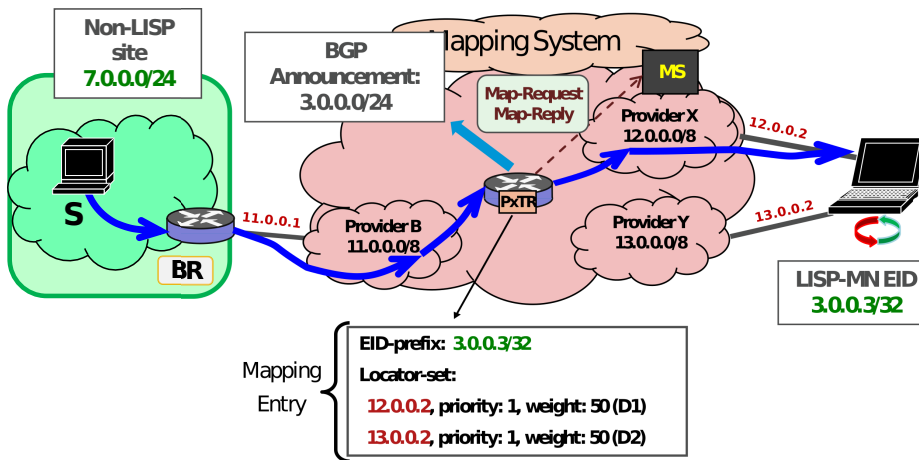 Non-LISP
site
7.0.0.0/24
BGP
Announcement:
3.0.0.0/24
Mapping System
MS
Map-Request
Map-Reply
Provider X
12.0.0.0/8
12.0.0.2
S
11.0.0.1
BR
Provider B
11.0.0.0/8
PxTR
Provider Y
13.0.0.0/8
13.0.0.2
LISP-MN EID
3.0.0.3/32
Mapping
Entry
EID-prefix: 3.0.0.3/32
Locator-set:
12.0.0.2, priority: 1, weight: 50 (D1)
13.0.0.2, priority: 1, weight: 50 (D2)